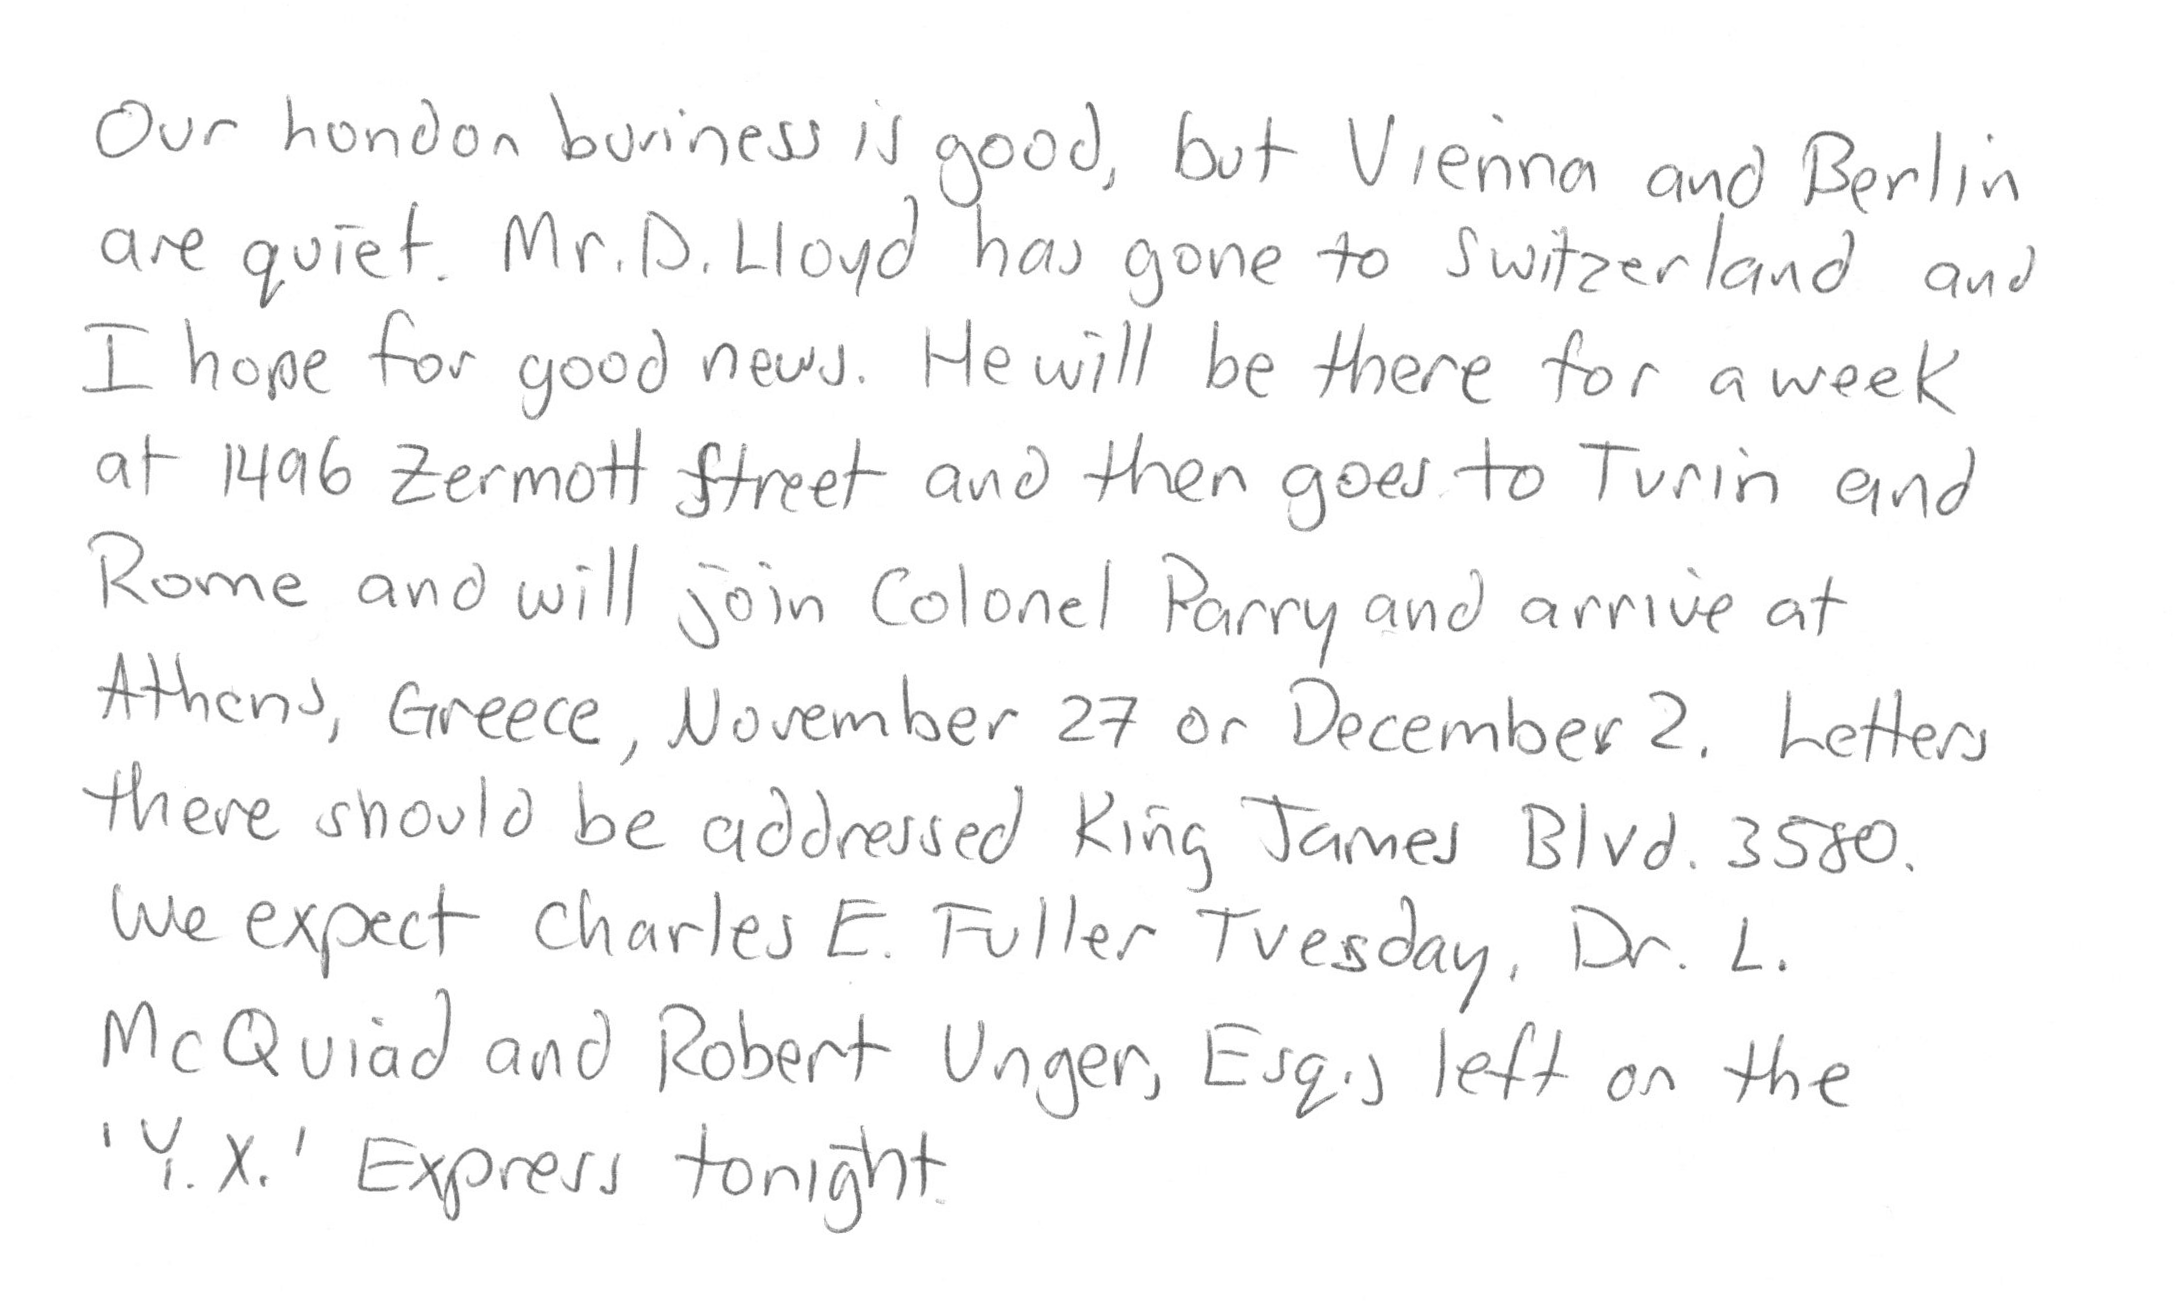 Our London business is good, but Vienna and Berlin
are quiet. Mr. D. Lloyd has gone to Switzerland and
I hope for good news. He will be there for a week
at 1496 Zermott Street and then goes to Turin and
Rome and will join Colonel Parry and arrive at
Athens, Greece, November 27 or December 2. Letters
there should be addressed King James Blvd. 3580.
We expect Charles E. Fuller Tuesday. Dr. L.
McQuiad and Robert Unger, Esq., left on the
'Y.X.' Express tonight.